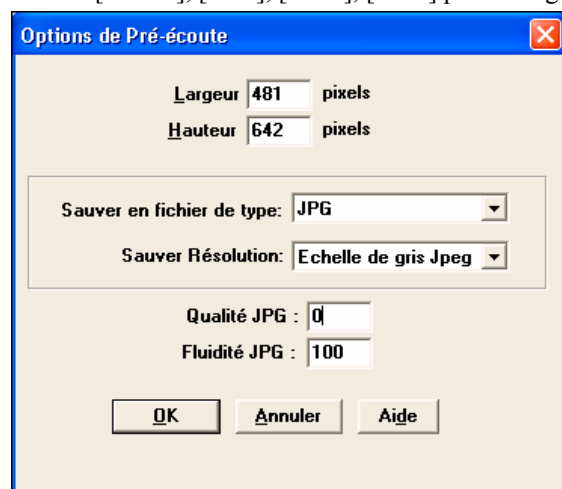 Options de Pré-écoute
Largeur 481 pixels
Hauteur 642 pixels
Sauver en fichier de type: JPG
Sauver Résolution: Echelle de gris Jpeg
Qualité JPG : 0
Fluidité JPG : 100
OK Annuler Aide